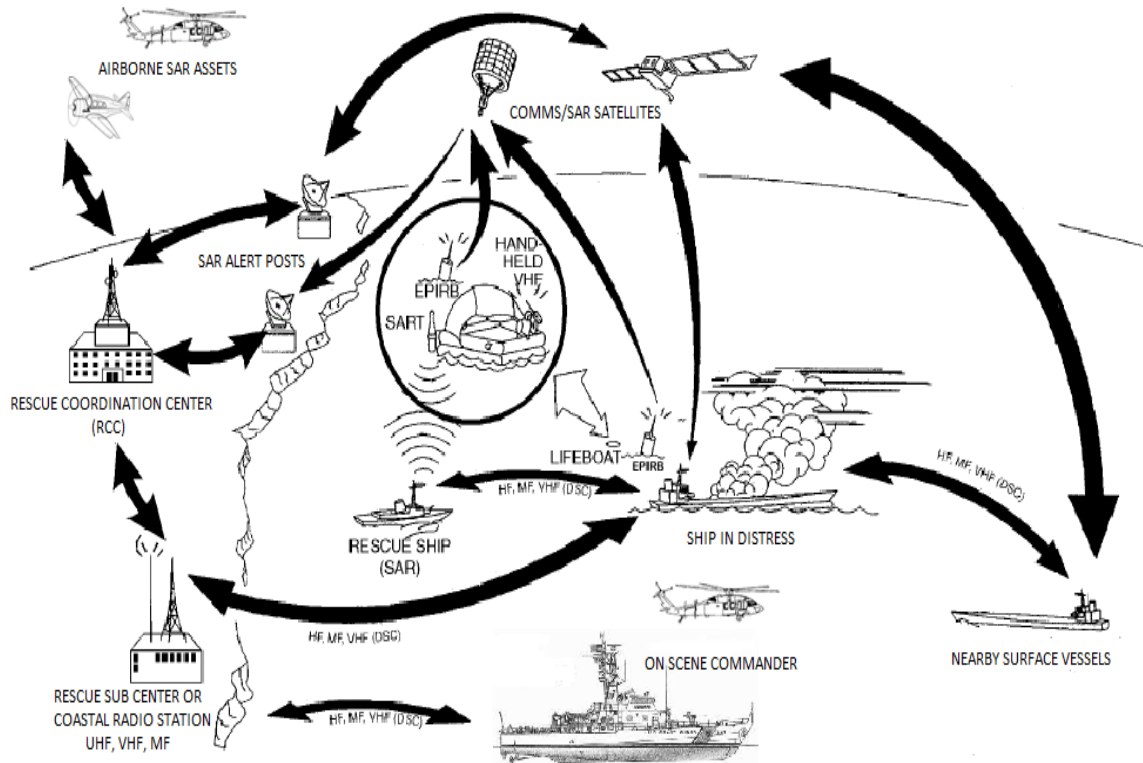 AIRBORNE SAR ASSETS
COMMS/SAR SATELLITES
SAR ALERT POSTS
HAND-
HELD
VHF
EPIRB
SART
RESCUE COORDINATION CENTER
(RCC)
LIFEBOAT
EPIRB
HF, MF, VHF (DSC)
HF, MF, VHF (DSC)
RESCUE SHIP
(SAR)
SHIP IN DISTRESS
HF, MF, VHF (DSC)
ON SCENE COMMANDER
NEARBY SURFACE VESSELS
RESCUE SUB CENTER OR
COASTAL RADIO STATION
UHF, VHF, MF
HF, MF, VHF (DSC)